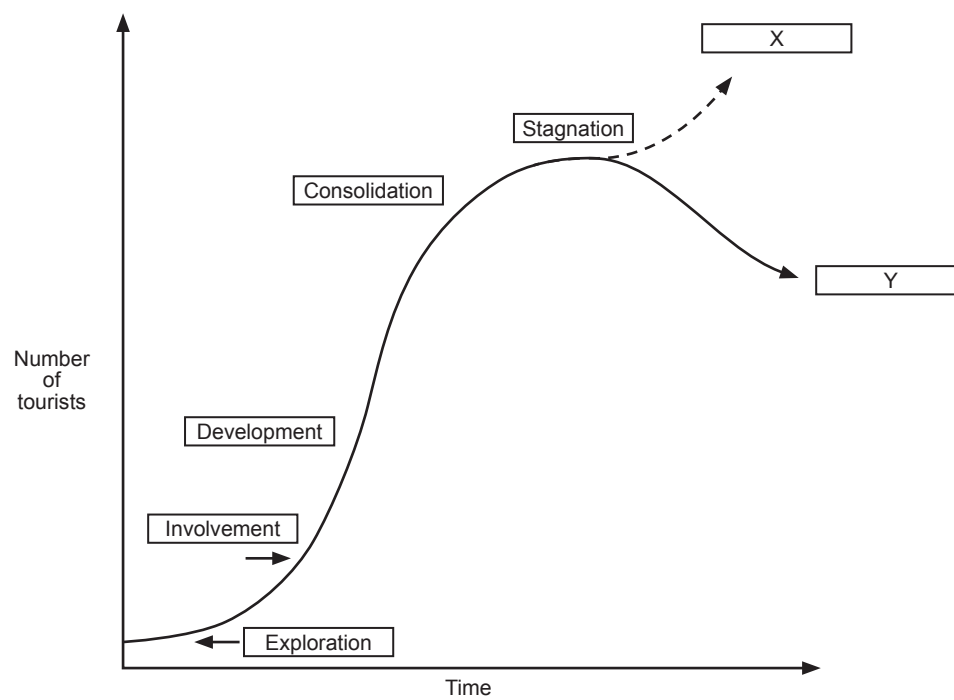 X
Stagnation
Consolidation
Y
Number
of
tourists
Development
Involvement
Exploration
Time